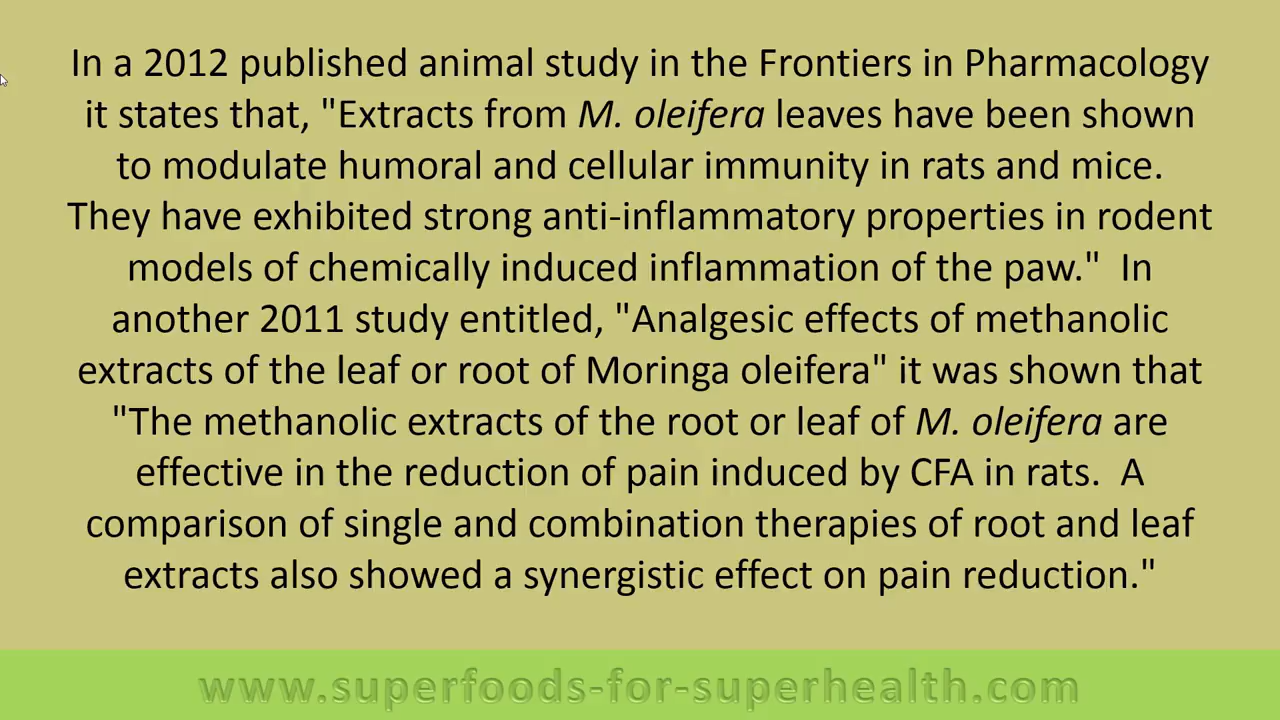 In a 2012 published animal study in the Frontiers in Pharmacology
it states that, "Extracts from M. oleifera leaves have been shown
to modulate humoral and cellular immunity in rats and mice.
They have exhibited strong anti-inflammatory properties in rodent
models of chemically induced inflammation of the paw."  In
another 2011 study entitled, "Analgesic effects of methanolic
extracts of the leaf or root of Moringa oleifera" it was shown that
"The methanolic extracts of the root or leaf of M. oleifera are
effective in the reduction of pain induced by CFA in rats.  A
comparison of single and combination therapies of root and leaf
extracts also showed a synergistic effect on pain reduction."
www.superfoods-for-superhealth.com